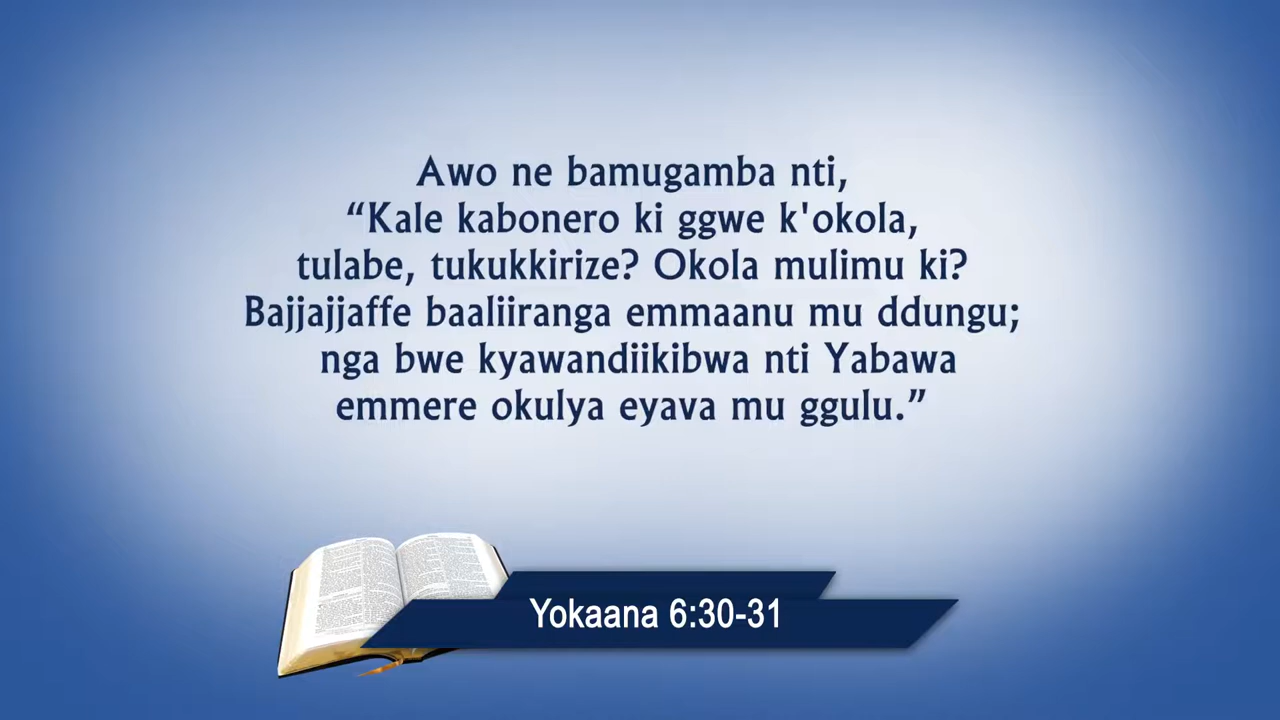 Awo ne bamugamba nti,
“Kale kabonero ki ggwe k'okola,
tulabe, tukukkirize? Okola mulimu ki?
Bajjajjaffe baaliiranga emmaanu mu ddungu;
nga bwe kyawandiikibwa nti Yabawa
emmere okulya eyava mu ggulu.”
Yokaana 6:30-31